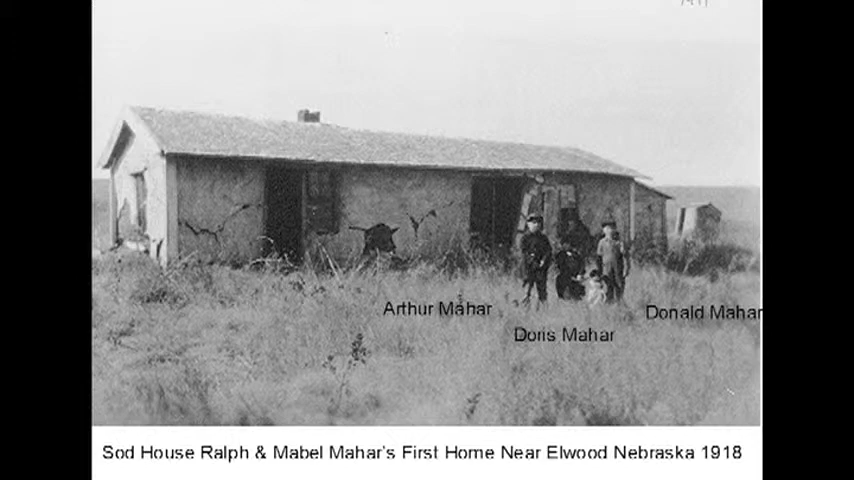 Arthur Mahar
Doris Mahar
Donald Mahar
Sod House Ralph & Mabel Mahar's First Home Near Elwood Nebraska 1918